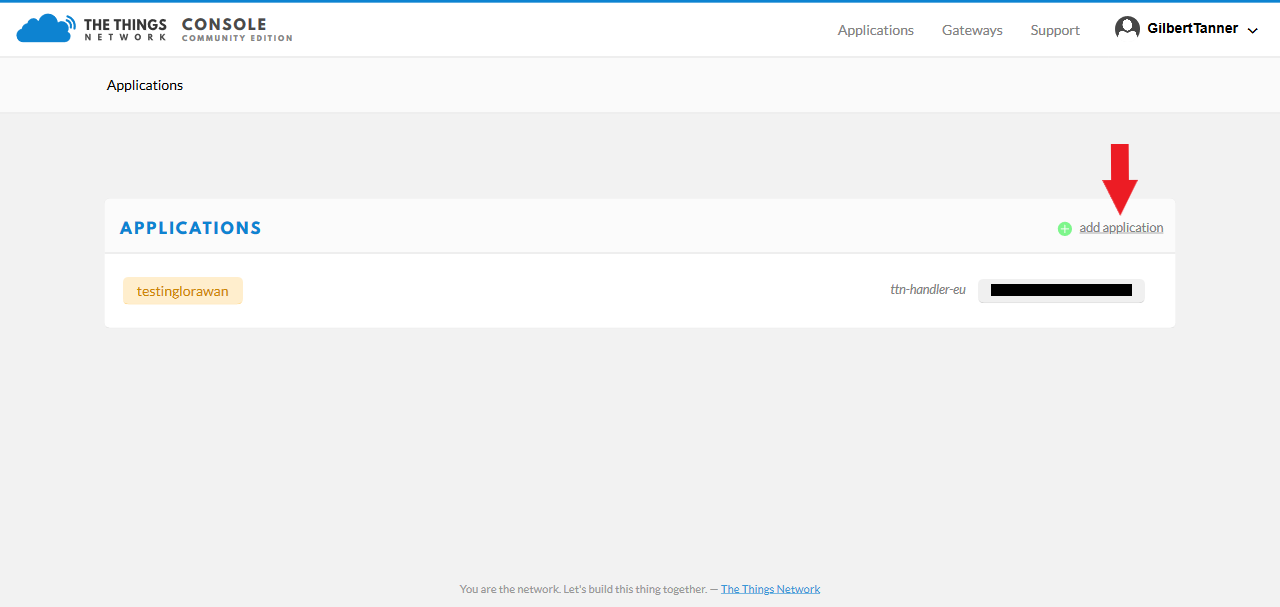 THE THINGS NETWORK CONSOLE COMMUNITY EDITION
Applications Gateways Support GilbertTanner
Applications
APPLICATIONS add application
testinglorawan ttn-handler-eu
You are the network. Let's build this thing together. — The Things Network